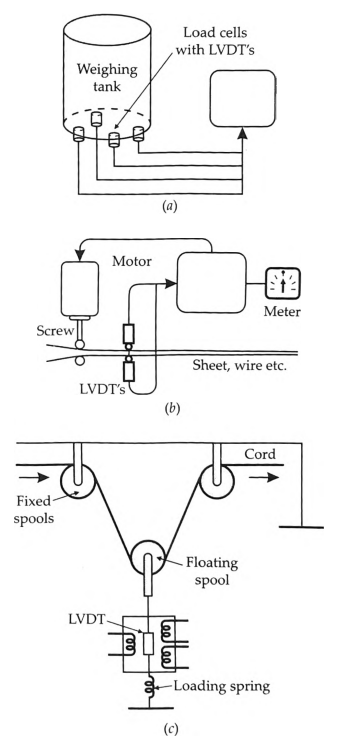 Load cells
with LVDT's
Weighing
tank
(a)
Motor
Meter
Screw
Sheet, wire etc.
LVDT's
(b)
Cord
Fixed
spools
Floating
spool
LVDT
Loading spring
(c)